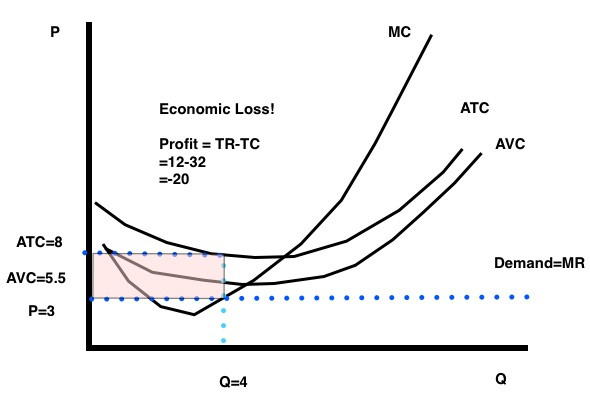 P
MC
Economic Loss!
ATC
Profit = TR-TC
AVC
=12-32
=-20
ATC=8
Demand=MR
AVC=5.5
P=3
Q=4
Q